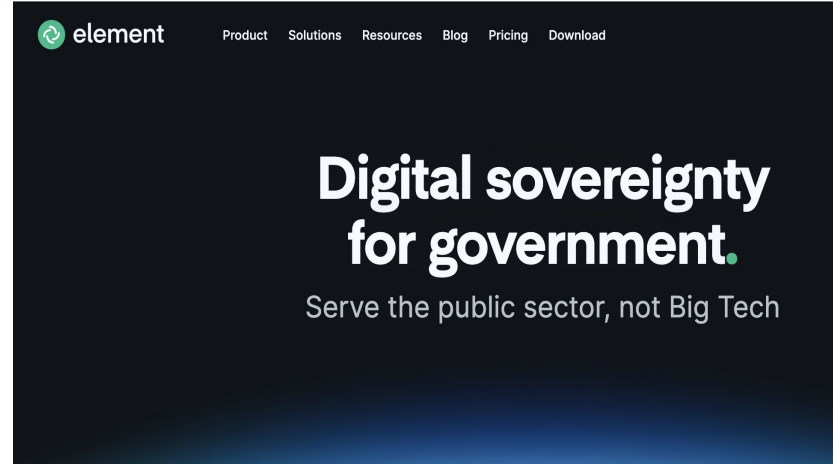 element
Product Solutions Resources Blog Pricing Download
Digital sovereignty
for government.
Serve the public sector, not Big Tech